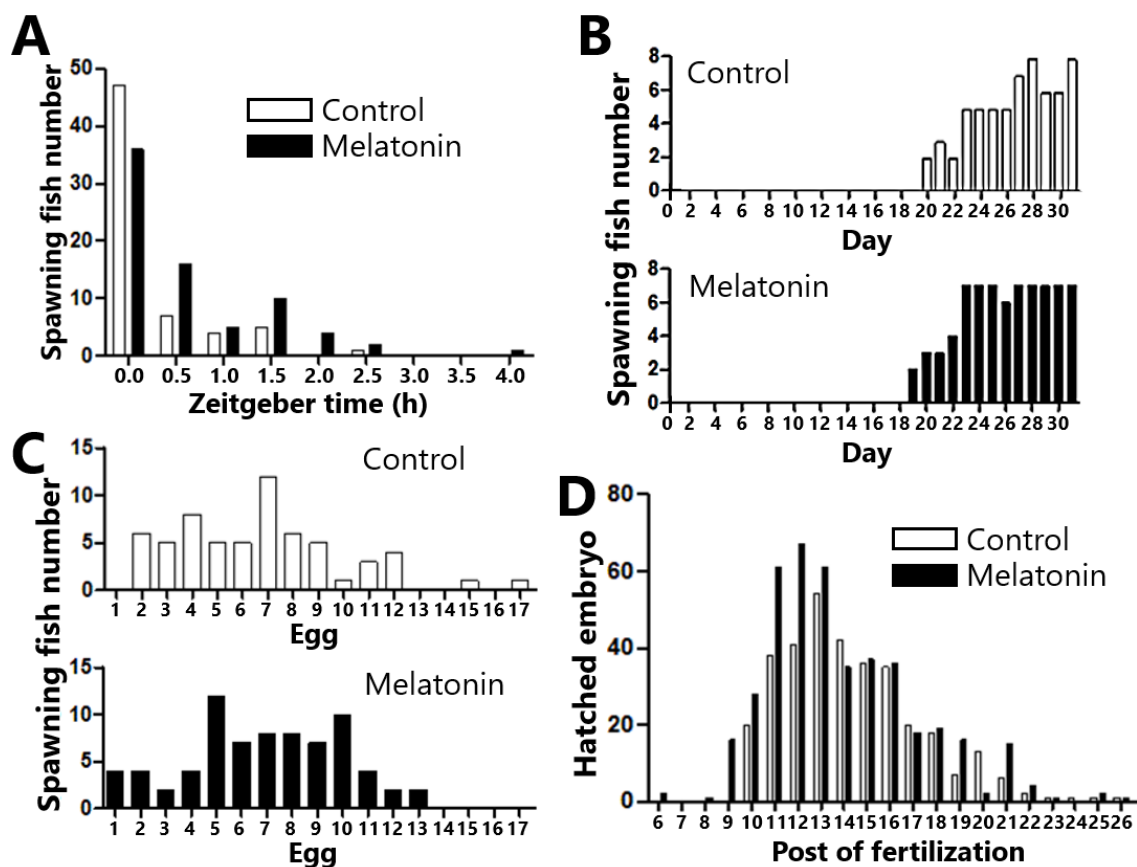 A
Spawning fish number
50
40
30
20
10
0
Control
Melatonin
0.0 0.5 1.0 1.5 2.0 2.5 3.0 3.5 4.0
Zeitgeber time (h)
B
Spawning fish number
Control
8
6
4
2
0
0 2 4 6 8 10 12 14 16 18 20 22 24 26 28 30
Day
Melatonin
8
6
4
2
0
0 2 4 6 8 10 12 14 16 18 20 22 24 26 28 30
Day
C
Spawning fish number
Control
15
10
5
0
1 2 3 4 5 6 7 8 9 10 11 12 13 14 15 16 17
Egg
Melatonin
15
10
5
0
1 2 3 4 5 6 7 8 9 10 11 12 13 14 15 16 17
Egg
D
Hatched embryo
80
60
40
20
0
Control
Melatonin
6 7 8 9 10 11 12 13 14 15 16 17 18 19 20 21 22 23 24 25 26
Post of fertilization